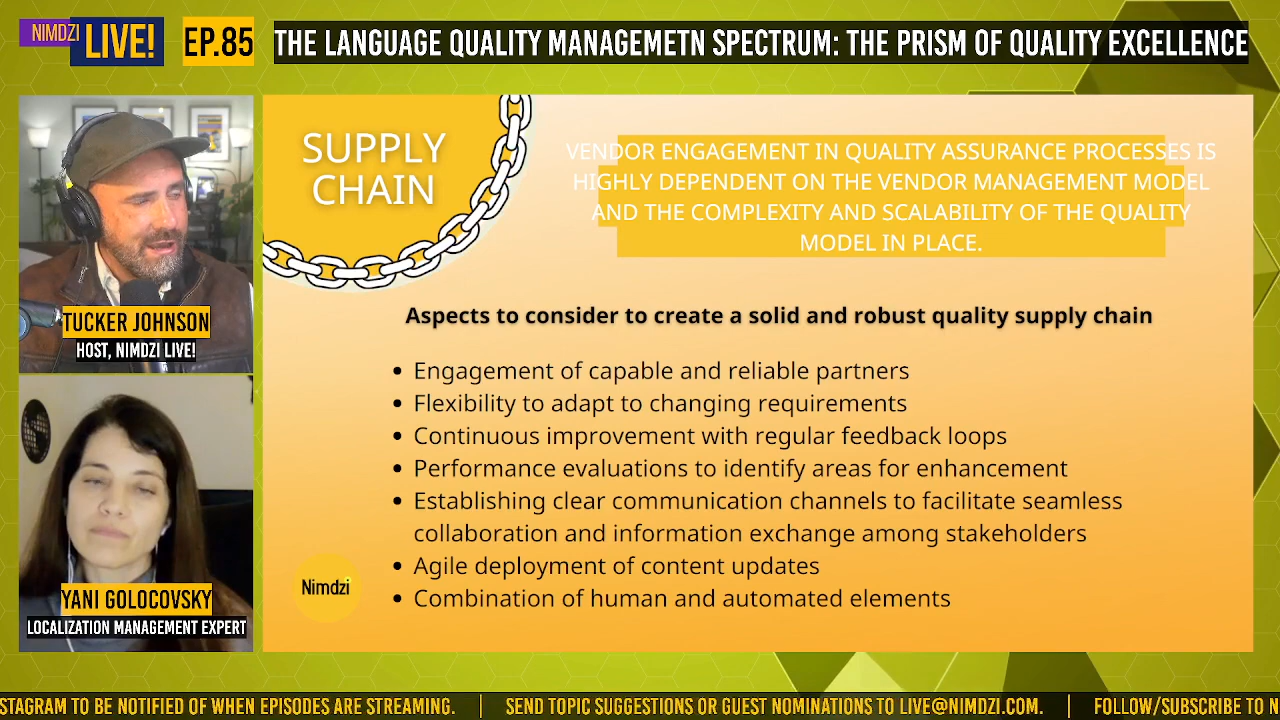 NIMDZI LIVE! EP.85 THE LANGUAGE QUALITY MANAGEMETN SPECTRUM: THE PRISM OF QUALITY EXCELLENCE
SUPPLY
CHAIN
VENDOR ENGAGEMENT IN QUALITY ASSURANCE PROCESSES IS
HIGHLY DEPENDENT ON THE VENDOR MANAGEMENT MODEL
AND THE COMPLEXITY AND SCALABILITY OF THE QUALITY
MODEL IN PLACE.
Aspects to consider to create a solid and robust quality supply chain
• Engagement of capable and reliable partners
• Flexibility to adapt to changing requirements
• Continuous improvement with regular feedback loops
• Performance evaluations to identify areas for enhancement
• Establishing clear communication channels to facilitate seamless
collaboration and information exchange among stakeholders
• Agile deployment of content updates
• Combination of human and automated elements
Nimdzi
TUCKER JOHNSON
HOST, NIMDZI LIVE!
YANI GOLOCOVSKY
LOCALIZATION MANAGEMENT EXPERT
STAGRAM TO BE NOTIFIED OF WHEN EPISODES ARE STREAMING. | SEND TOPIC SUGGESTIONS OR GUEST NOMINATIONS TO LIVE@NIMDZI.COM. | FOLLOW/SUBSCRIBE TO N